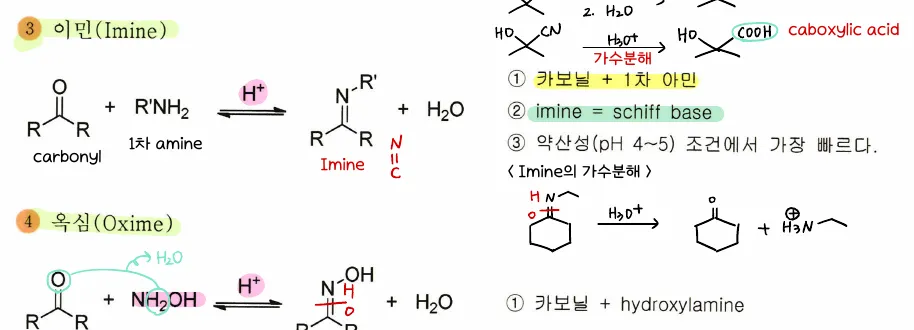 2. H₂O
HO CN H₃O⁺ HO COOH caboxylic acid
가수분해
③ 이민(Imine)
O + R'NH₂ H⁺ N R' + H₂O
R R R R
carbonyl 1차 amine Imine N C
① 카보닐 + 1차 아민
② imine = schiff base
③ 약산성(pH 4~5) 조건에서 가장 빠르다.
< Imine의 가수분해 >
H N O H₃O⁺ O + H₃N ⊕
④ 옥심(Oxime)
H₂O
O + NH₂OH H⁺ N OH H O + H₂O
R R R R
① 카보닐 + hydroxylamine